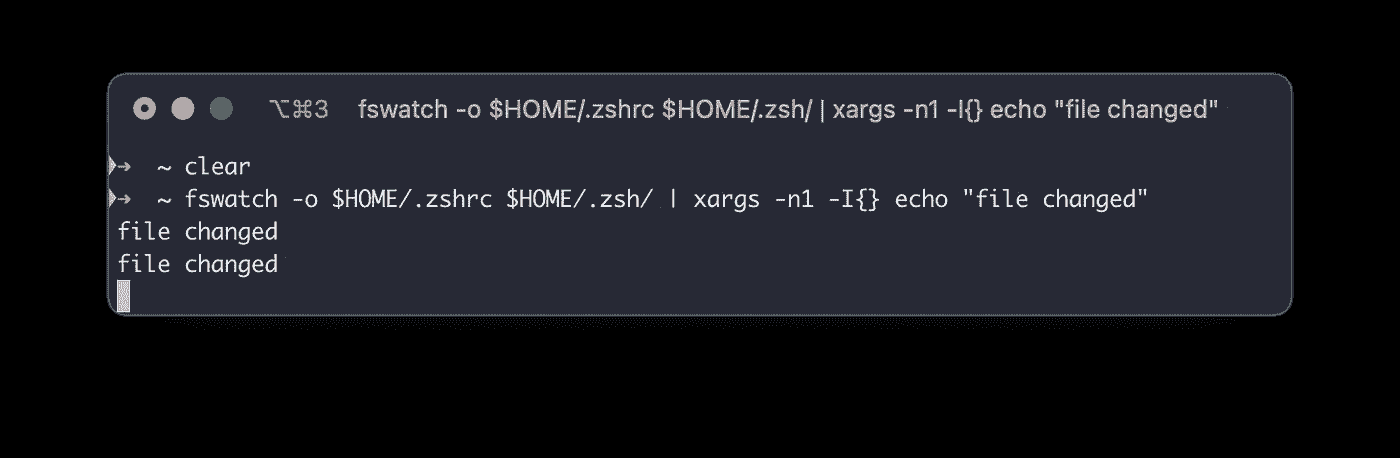 ⌥⌘3 fswatch -o $HOME/.zshrc $HOME/.zsh/ | xargs -n1 -I{} echo "file changed"
➜ ~ clear
➜ ~ fswatch -o $HOME/.zshrc $HOME/.zsh/ | xargs -n1 -I{} echo "file changed"
file changed
file changed